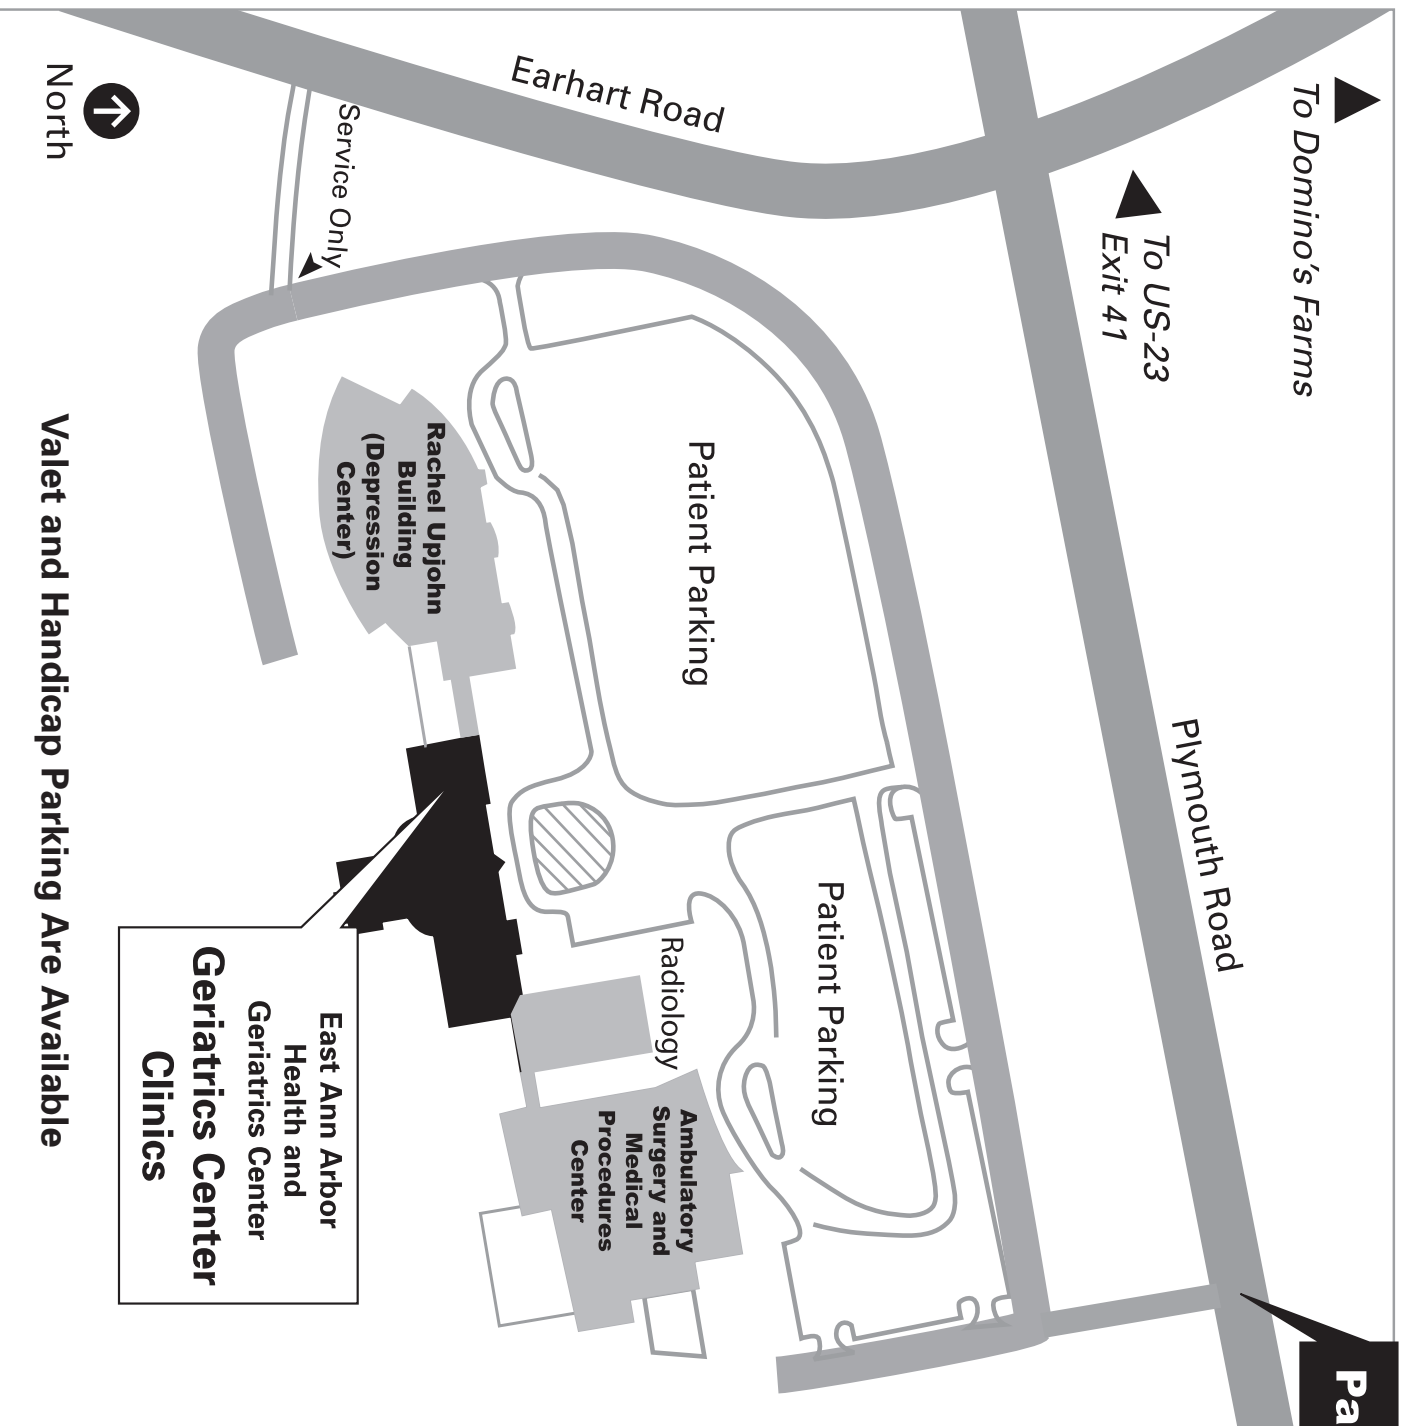 To Domino's Farms
To US-23
Exit 41
Earhart Road
Plymouth Road
Pa
Patient Parking
Patient Parking
Service Only
Radiology
Rachel Upjohn
Building
(Depression
Center)
Ambulatory
Surgery and
Medical
Procedures
Center
East Ann Arbor
Health and
Geriatrics Center
Geriatrics Center
Clinics
North
Valet and Handicap Parking Are Available